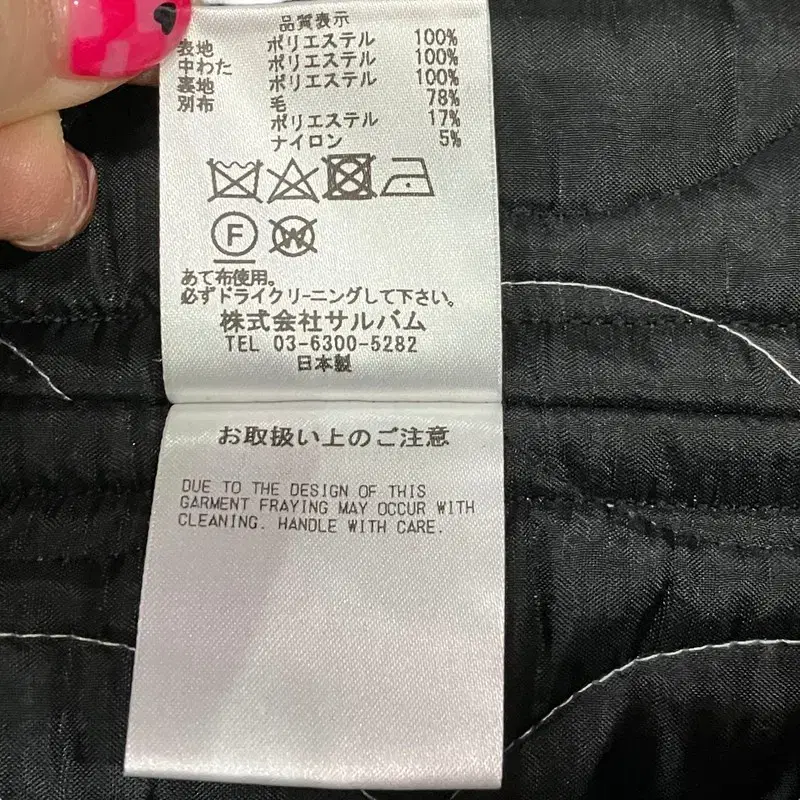 品質表示
表地 ポリエステル 100%
中わた ポリエステル 100%
裏地 ポリエステル 100%
別布 毛 78%
ポリエステル 17%
ナイロン 5%
F W
あて布使用。
必ずドライクリーニングして下さい。
株式会社サルバム
TEL 03-6300-5282
日本製
お取扱い上のご注意
DUE TO THE DESIGN OF THIS
GARMENT FRAYING MAY OCCUR WITH
CLEANING. HANDLE WITH CARE.